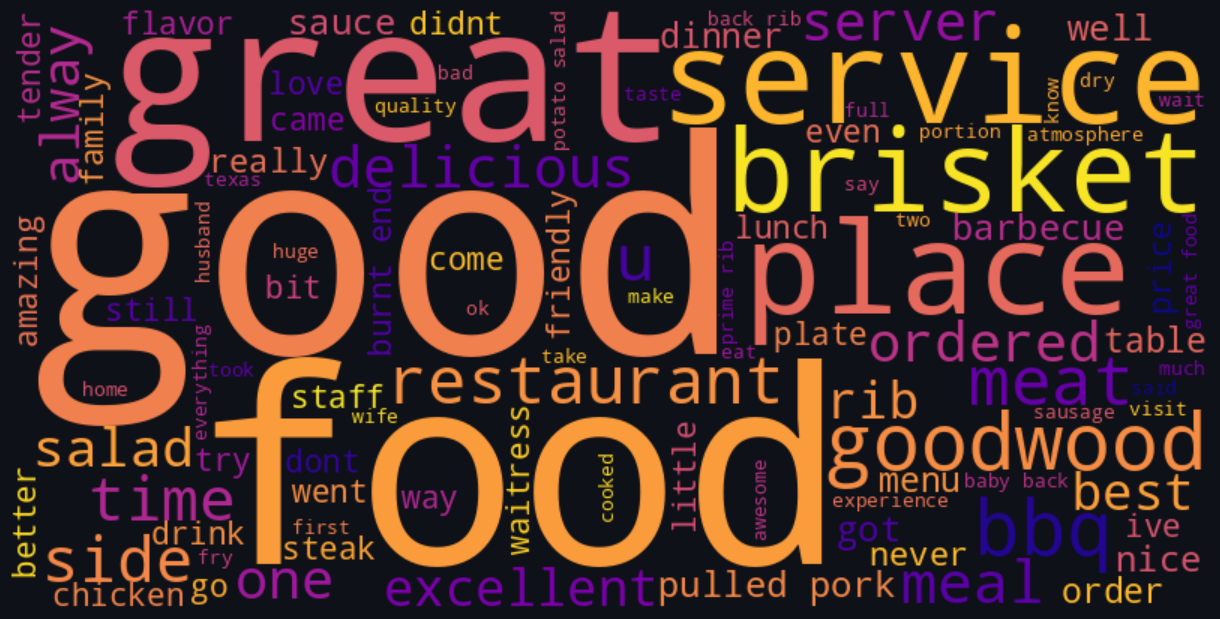 great
good
food
service
brisket
place
restaurant
goodwood
delicious
server
ordered
bbq
meat
meal
excellent
side
one
time
salad
rib
best
pulled pork
alway
tender
family
flavor
sauce
didnt
back rib
dinner
well
love
came
bad
quality
potato salad
taste
full
know
dry
wait
even
portion
atmosphere
really
texas
say
two
lunch
barbecue
price
great food
amazing
husband
huge
bit
still
burnt end
come
ok
friendly
u
make
prime rib
eat
plate
table
much
said
home
everything
took
take
staff
wife
waitress
sausage
visit
try
dont
went
way
cooked
little
awesome
menu
baby back
experience
better
drink
first
steak
fry
go
chicken
got
never
ive
nice
order